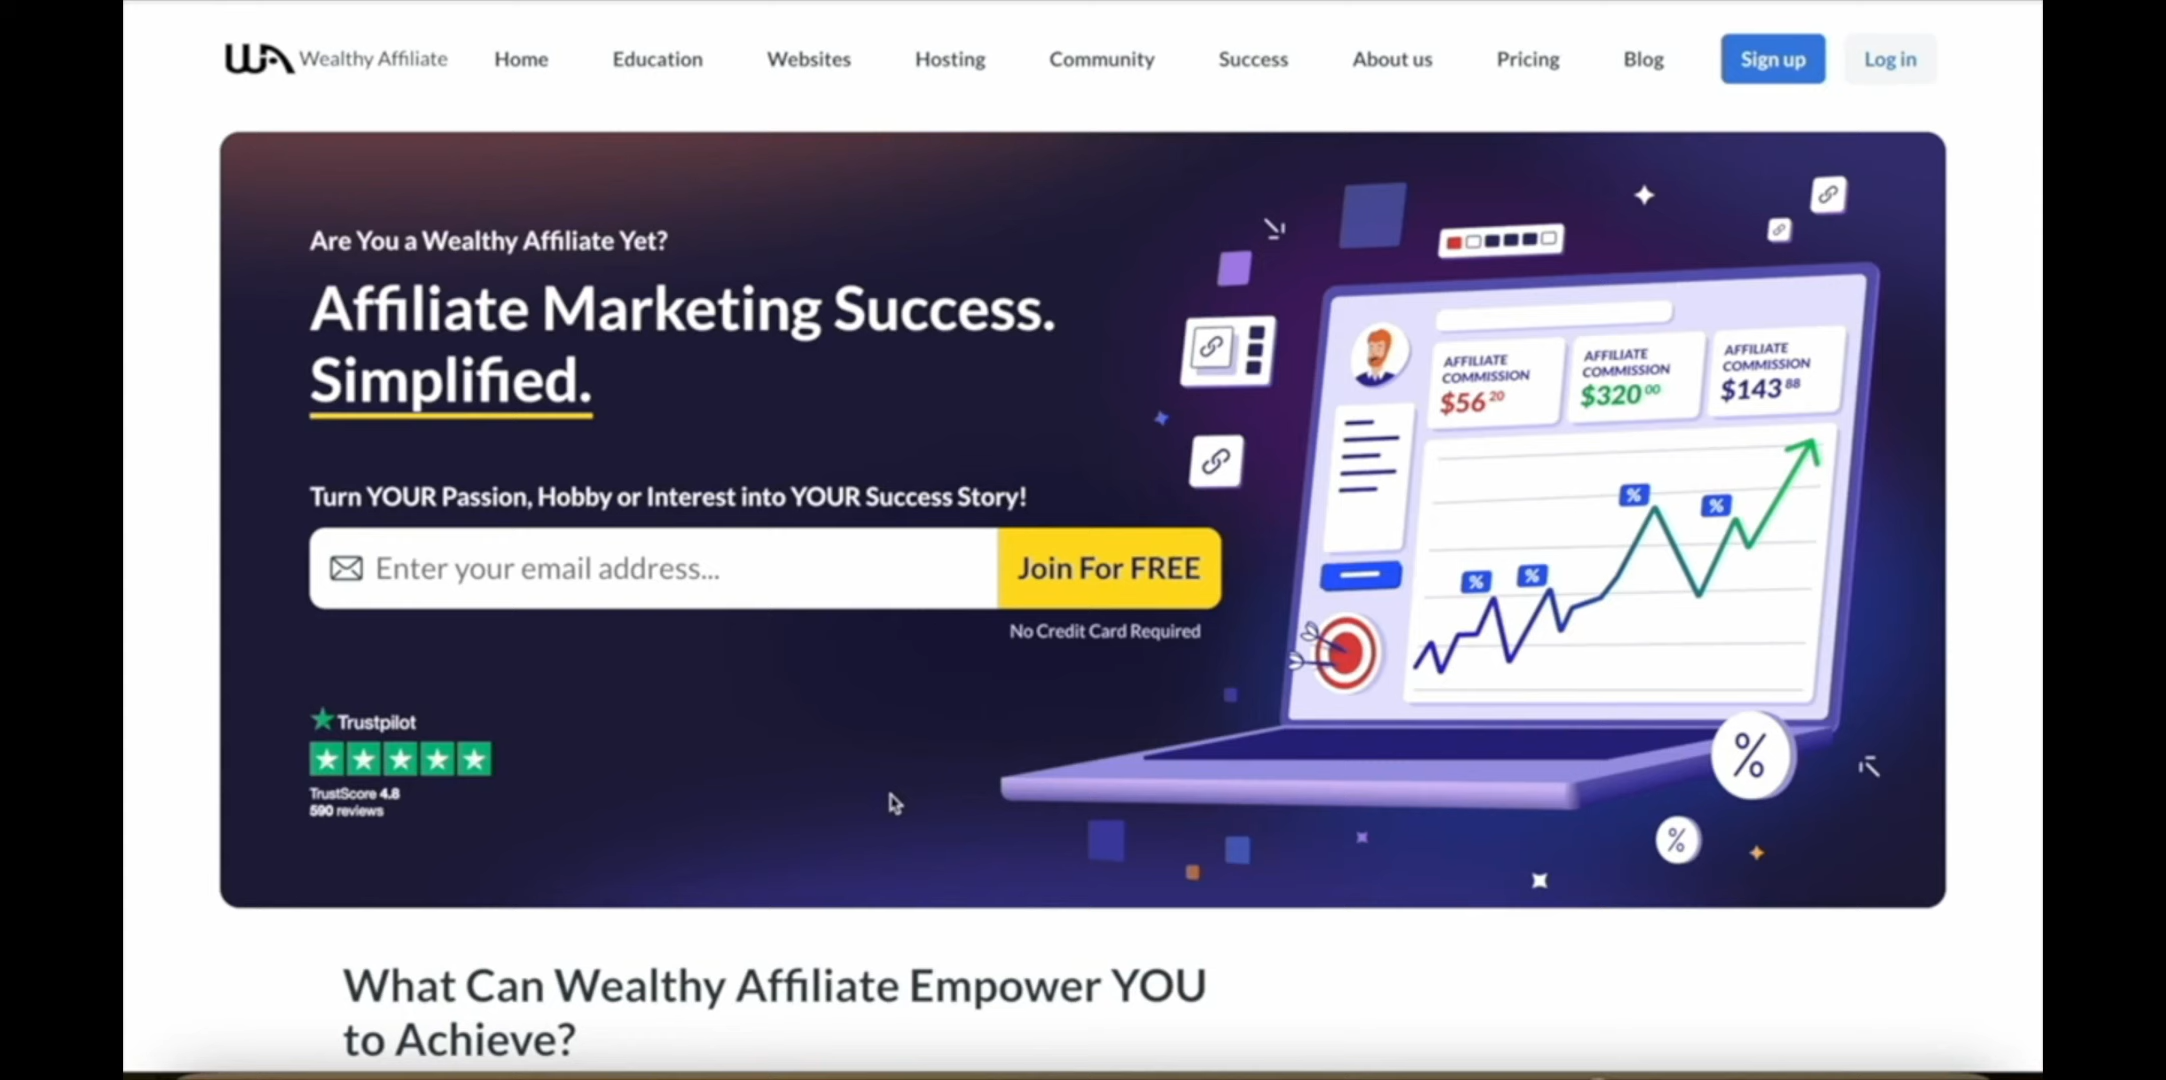 WA Wealthy Affiliate Home Education Websites Hosting Community Success About us Pricing Blog Sign up Log in
Are You a Wealthy Affiliate Yet?
Affiliate Marketing Success.
Simplified.
Turn YOUR Passion, Hobby or Interest into YOUR Success Story!
Enter your email address... Join For FREE
No Credit Card Required
Trustpilot
TrustScore 4.8
590 reviews
AFFILIATE
COMMISSION
$56 20
AFFILIATE
COMMISSION
$320 00
AFFILIATE
COMMISSION
$143 88
%
%
%
%
%
%
What Can Wealthy Affiliate Empower YOU
to Achieve?